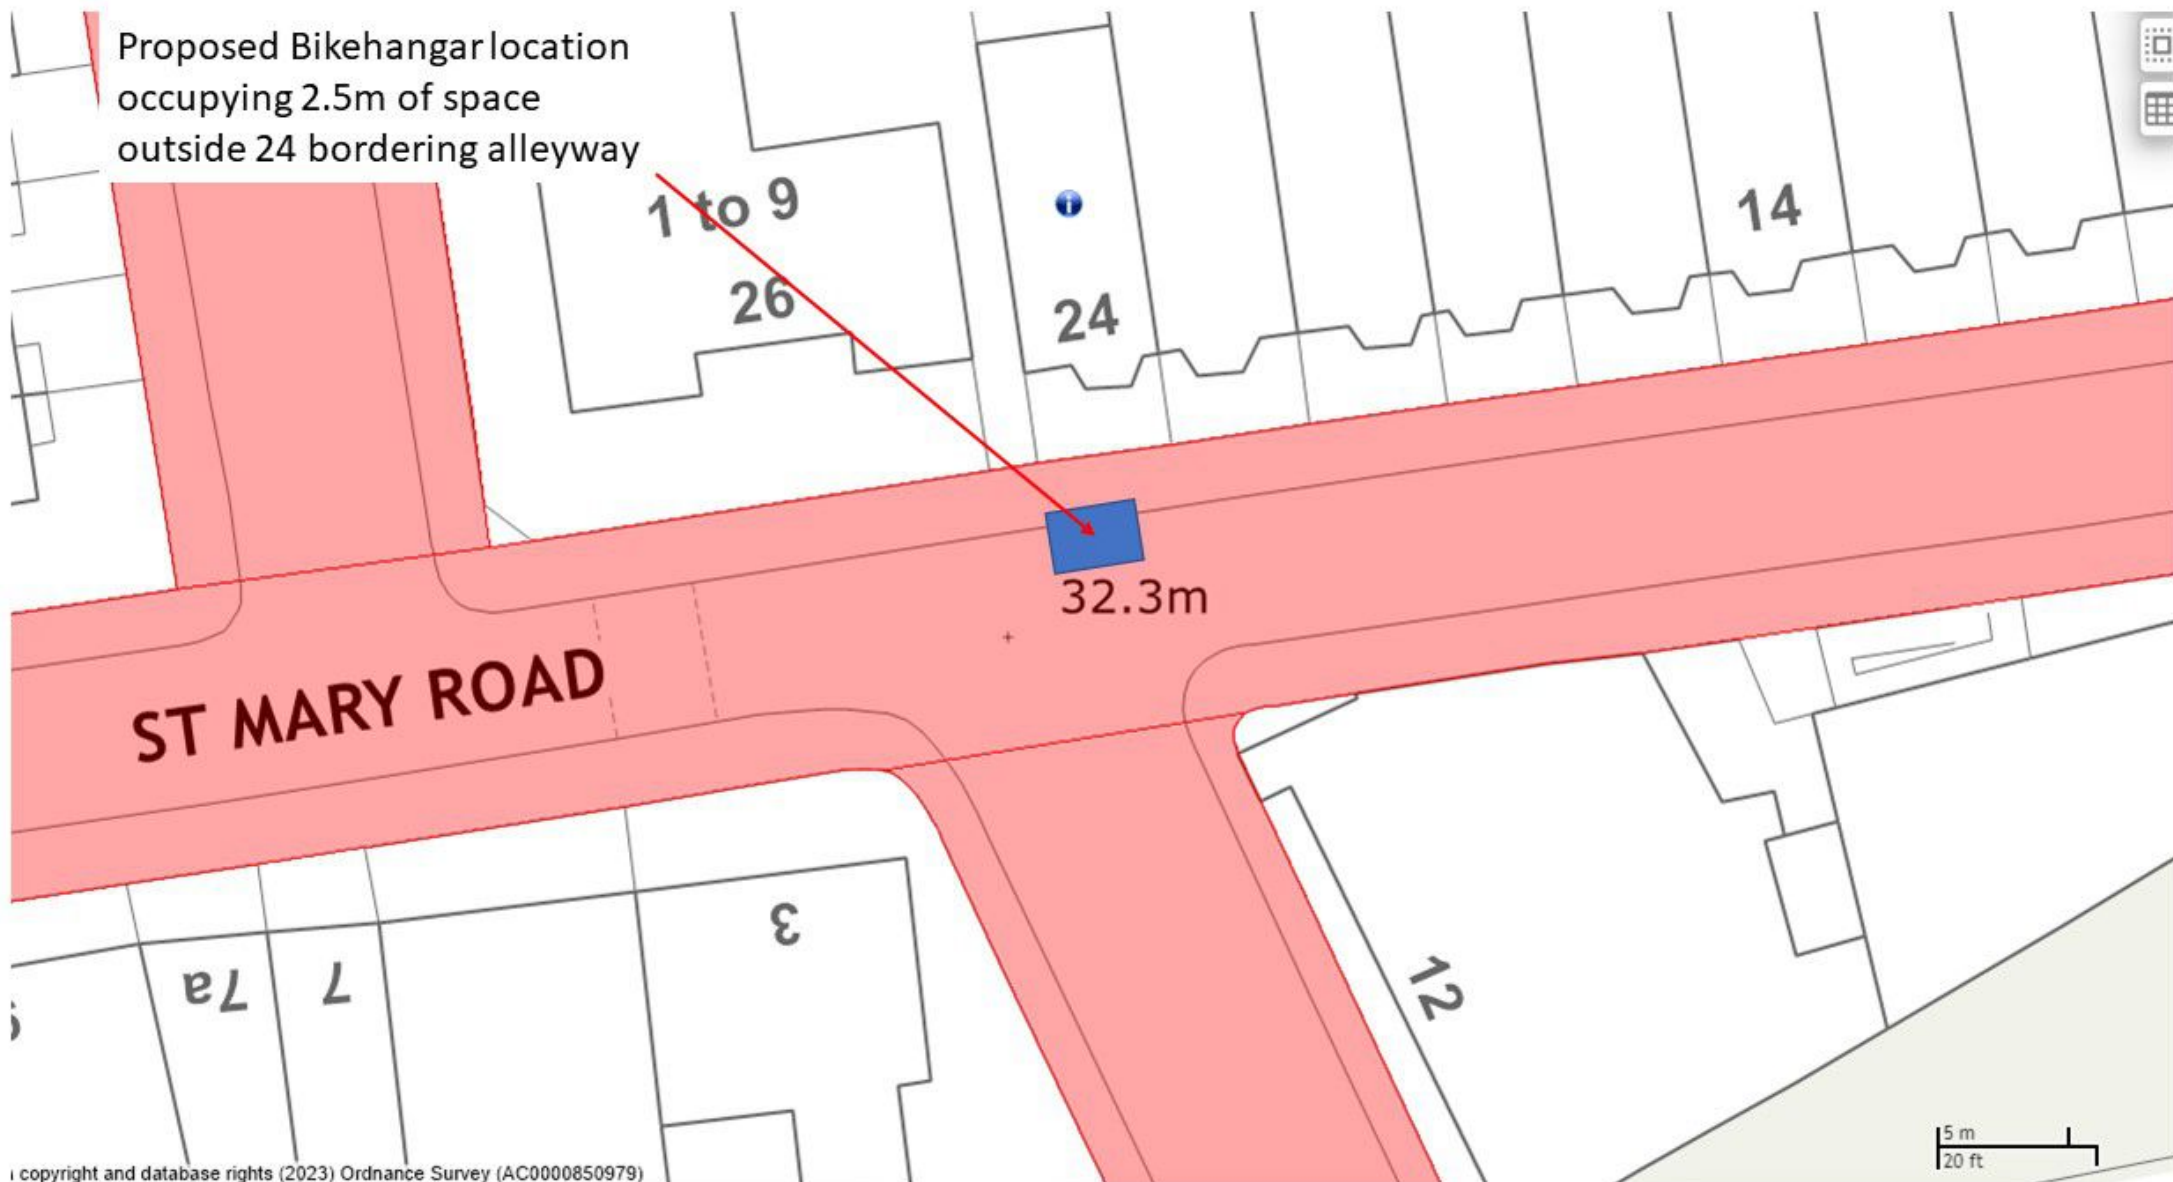 Proposed Bikehangar location
occupying 2.5m of space
outside 24 bordering alleyway
1 to 9
26
24
14
32.3m
ST MARY ROAD
3
7a
7
12
5 m
20 ft
copyright and database rights (2023) Ordnance Survey (AC0000850979)